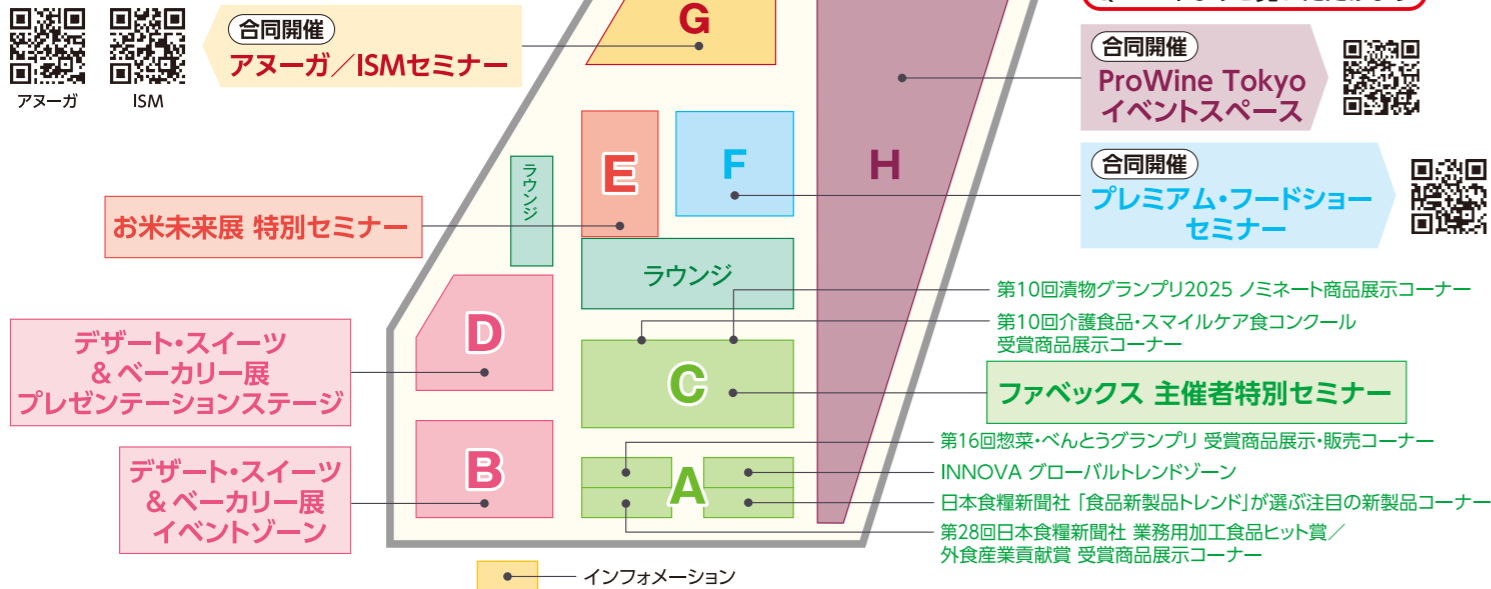 合同開催
アヌーガ／ISMセミナー
アヌーガ
ISM
G
合同開催
ProWine Tokyo
イベントスペース
E
F
H
ラウンジ
合同開催
プレミアム・フードショー
セミナー
お米未来展 特別セミナー
ラウンジ
第10回漬物グランプリ2025 ノミネート商品展示コーナー
第10回介護食品・スマイルケア食コンクール
受賞商品展示コーナー
D
デザート・スイーツ
& ベーカリー展
プレゼンテーションステージ
C
ファベックス 主催者特別セミナー
第16回惣菜・べんとうグランプリ 受賞商品展示・販売コーナー
INNOVA グローバルトレンドゾーン
日本食糧新聞社「食品新製品トレンド」が選ぶ注目の新製品コーナー
第28回日本食糧新聞社 業務用加工食品ヒット賞／
外食産業貢献賞 受賞商品展示コーナー
B
A
デザート・スイーツ
& ベーカリー展
イベントゾーン
インフォメーション